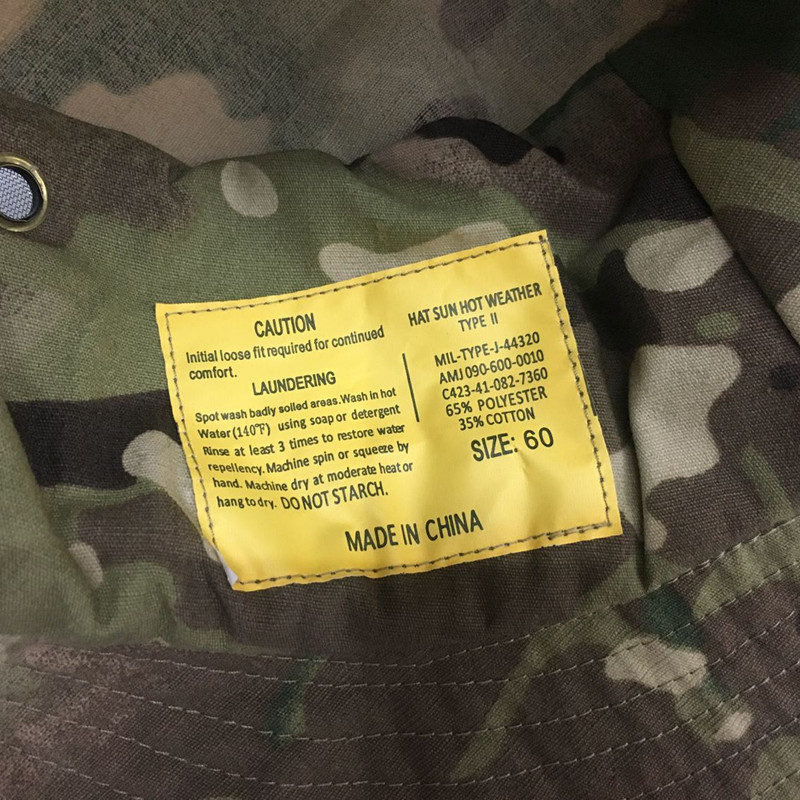 CAUTION
Initial loose fit required for continued
comfort.
LAUNDERING
Spot wash badly soiled areas.Wash in hot
Water(140°F) using soap or detergent
Rinse at least 3 times to restore water
repellency.Machine spin or squeeze by
hand. Machine dry at moderate heat or
hang to dry. DO NOT STARCH.
HAT SUN HOT WEATHER
TYPE II
MIL-TYPE-J-44320
AMJ 090-600-0010
C423-41-082-7360
65% POLYESTER
35% COTTON
SIZE: 60
MADE IN CHINA